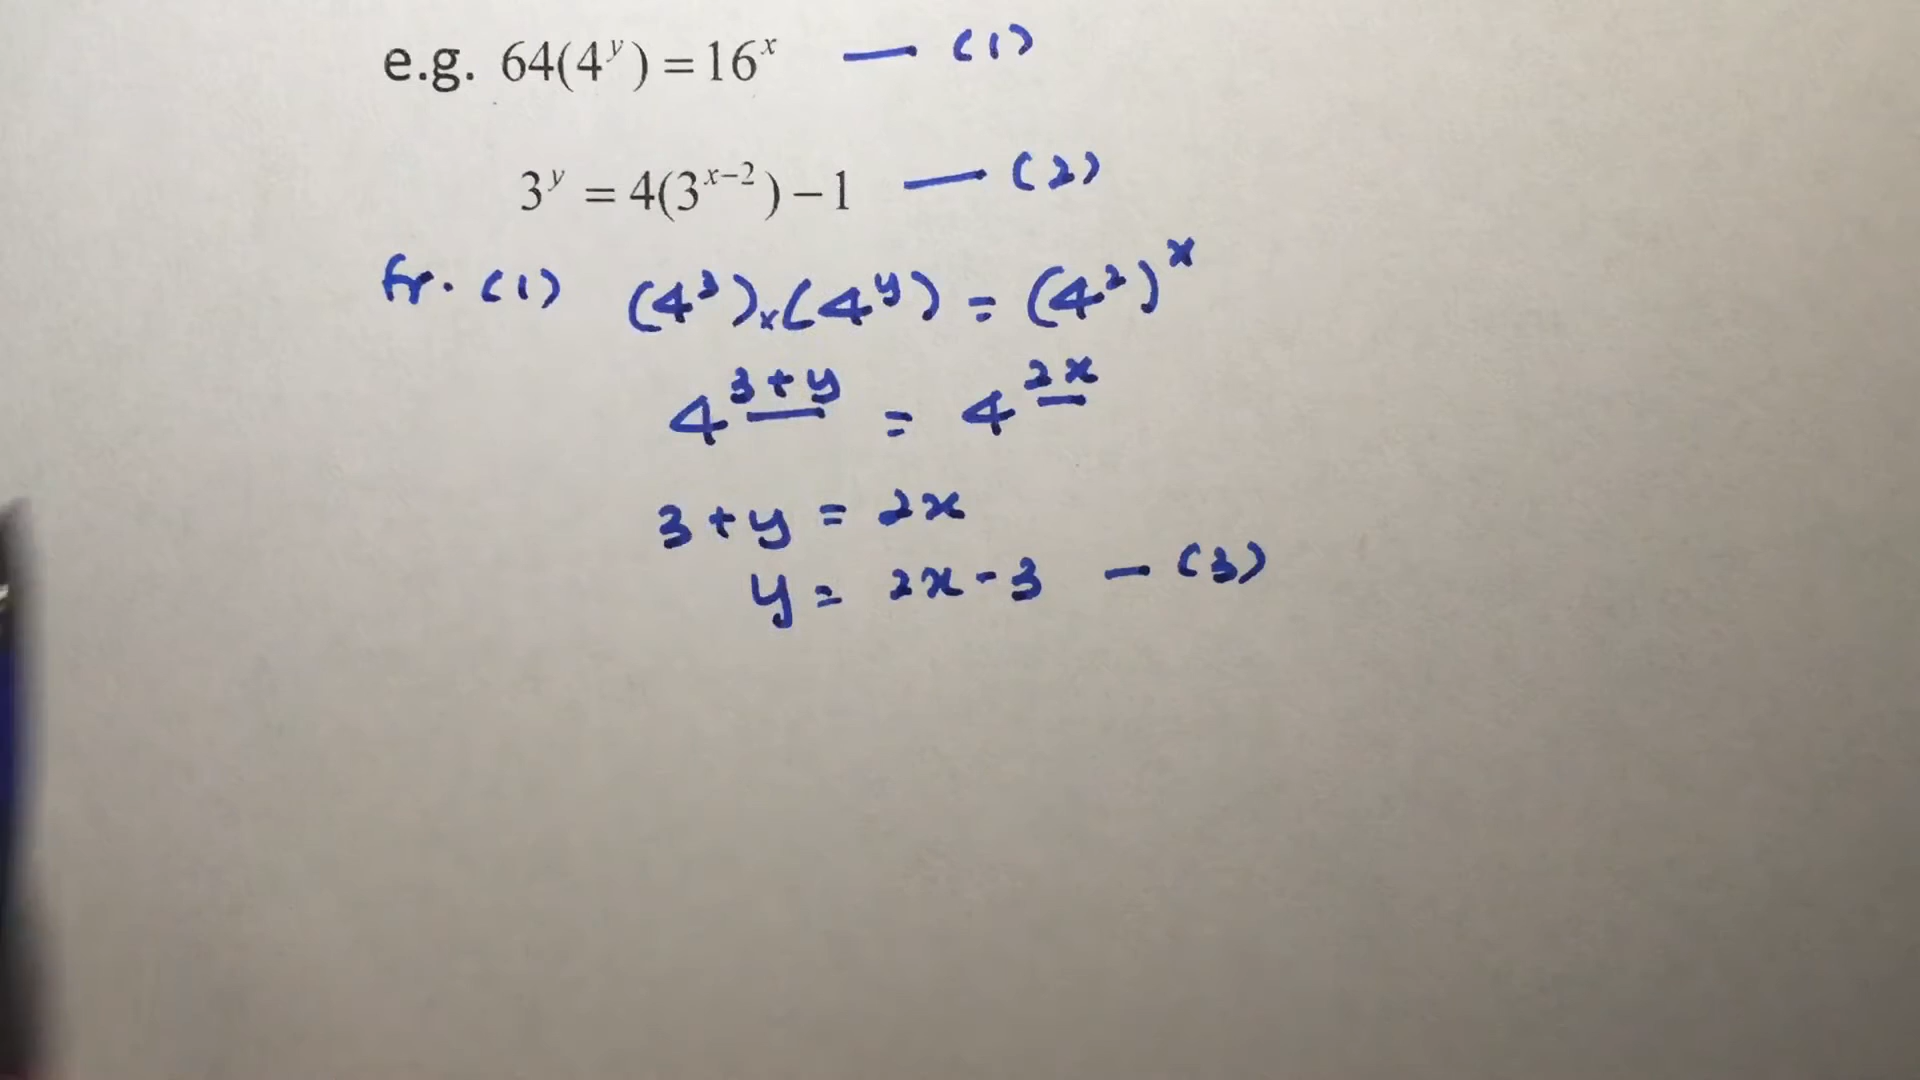 e.g. 64(4^y) = 16^x — (1)
3^y = 4(3^{x-2}) - 1 — (2)
fr. (1) (4^3)×(4^y) = (4^2)^x
4^{3+y} = 4^{2x}
3 + y = 2x
y = 2x - 3 — (3)